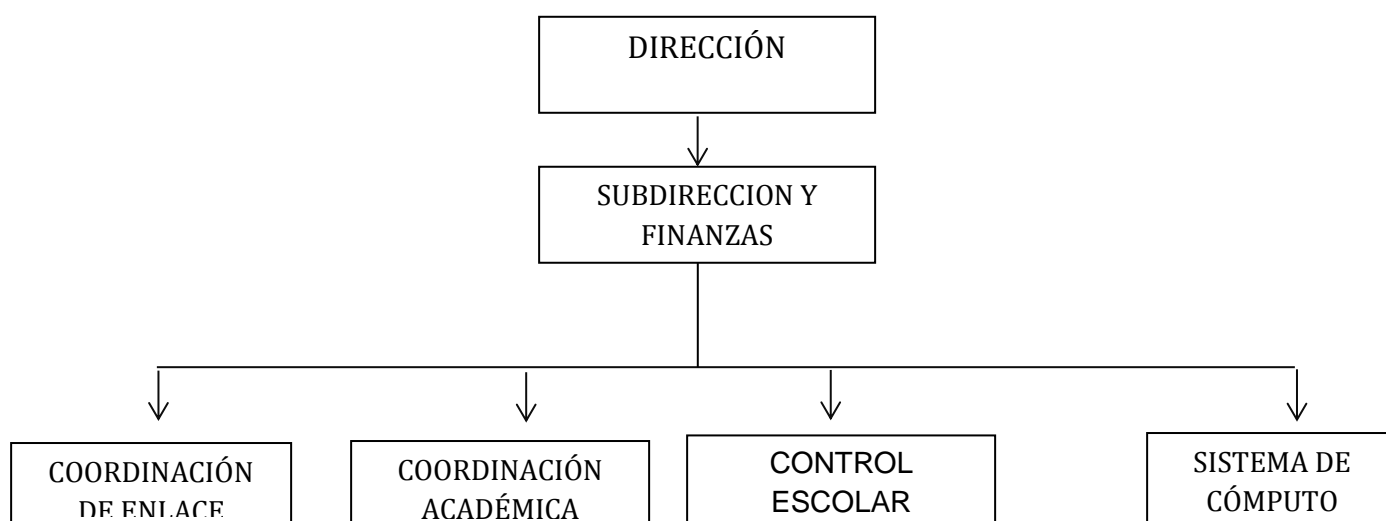 DIRECCIÓN
SUBDIRECCION Y
FINANZAS
COORDINACIÓN
DE ENLACE
COORDINACIÓN
ACADÉMICA
CONTROL
ESCOLAR
SISTEMA DE
CÓMPUTO